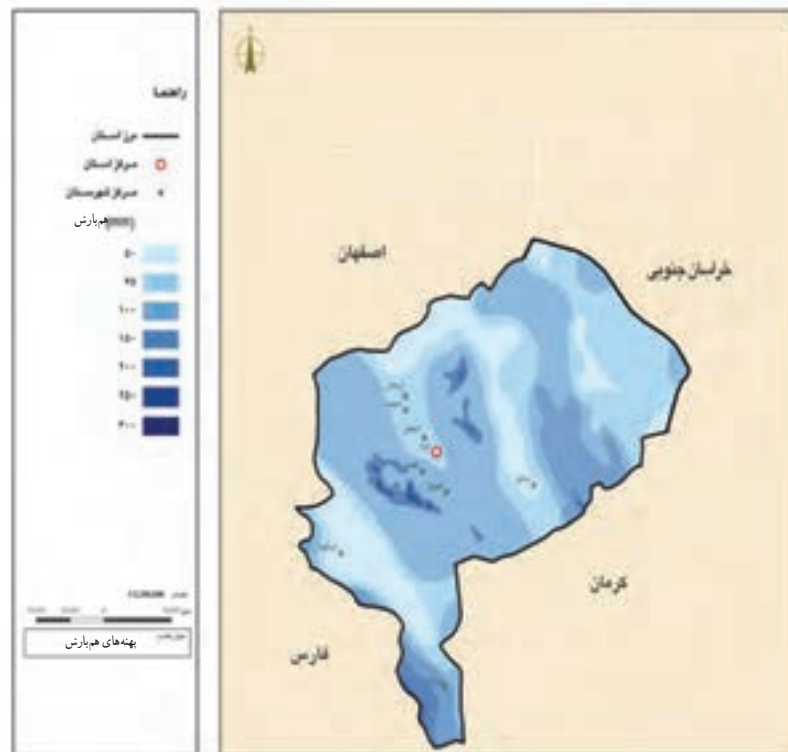 راهنما
مرز استان
مرکز استان
مرکز شهرستان
هم‌بارش (mm)
۵۰
۷۵
۱۰۰
۱۵۰
۲۰۰
۲۵۰
۳۰۰
پهنه‌های هم‌بارش
اصفهان
خراسان جنوبی
کرمان
فارس